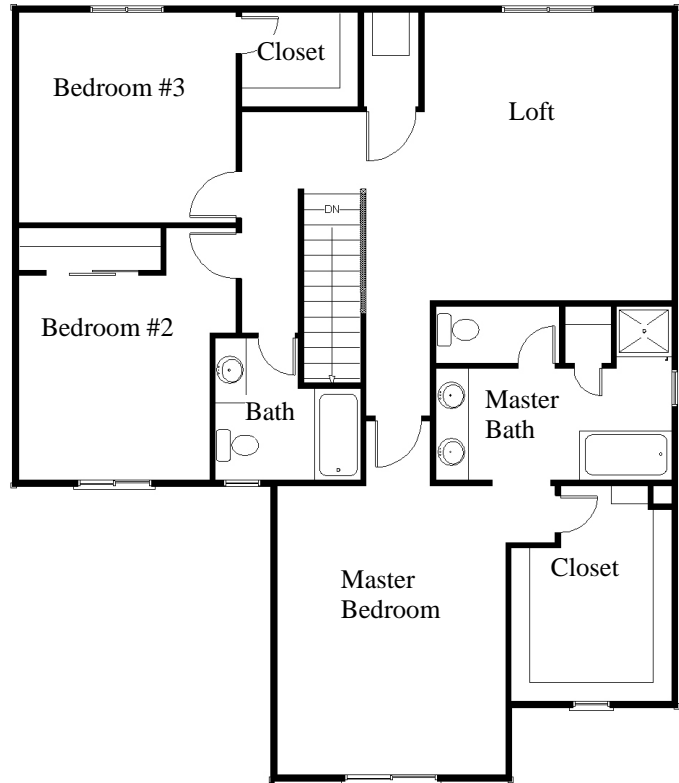 Closet
Bedroom #3
Loft
DN
Bedroom #2
Bath
Master
Bath
Closet
Master
Bedroom